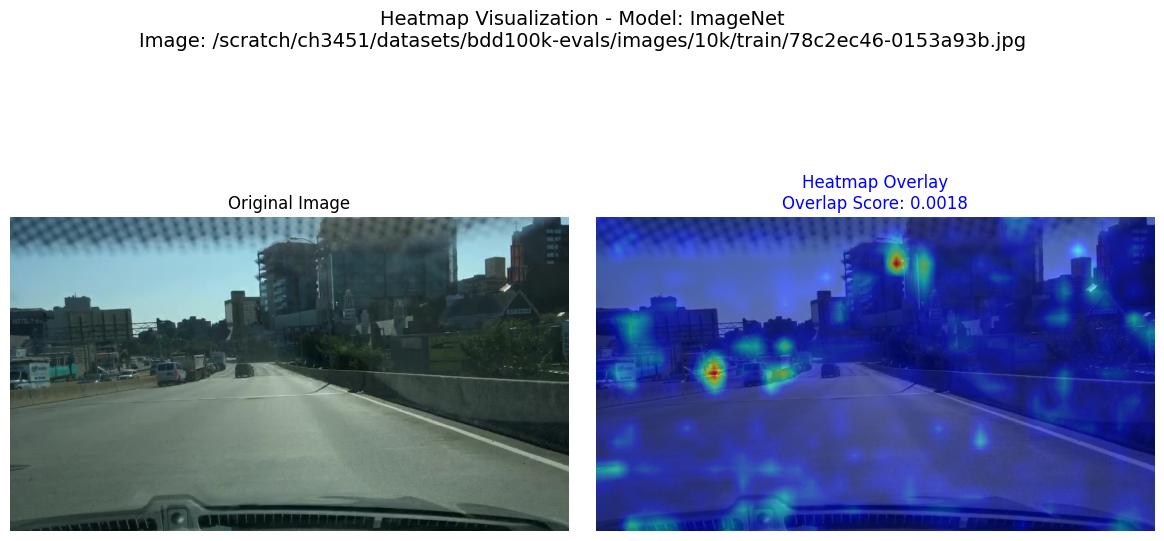 Heatmap Visualization - Model: ImageNet
Image: /scratch/ch3451/datasets/bdd100k-evals/images/10k/train/78c2ec46-0153a93b.jpg
Original Image
Heatmap Overlay
Overlap Score: 0.0018